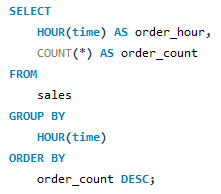 SELECT
    HOUR(time) AS order_hour,
    COUNT(*) AS order_count
FROM
    sales
GROUP BY
    HOUR(time)
ORDER BY
    order_count DESC;